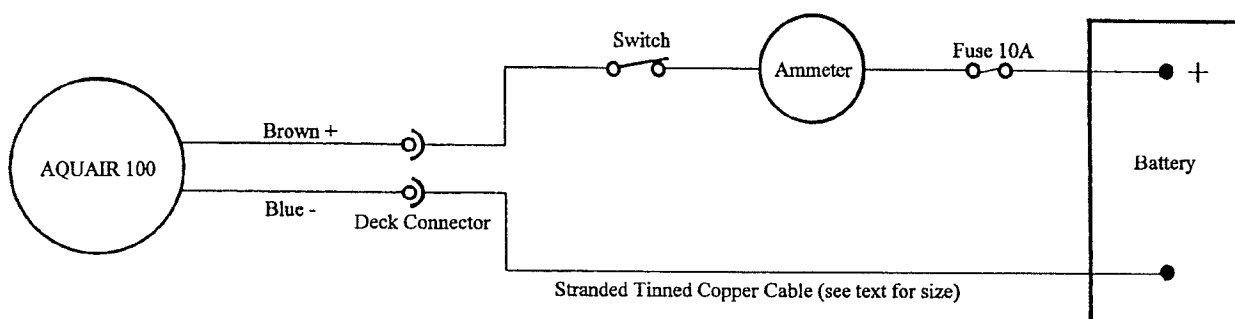 Switch
Fuse 10A
Ammeter
+
Brown +
AQUAIR 100
Battery
Blue -
Deck Connector
Stranded Tinned Copper Cable (see text for size)